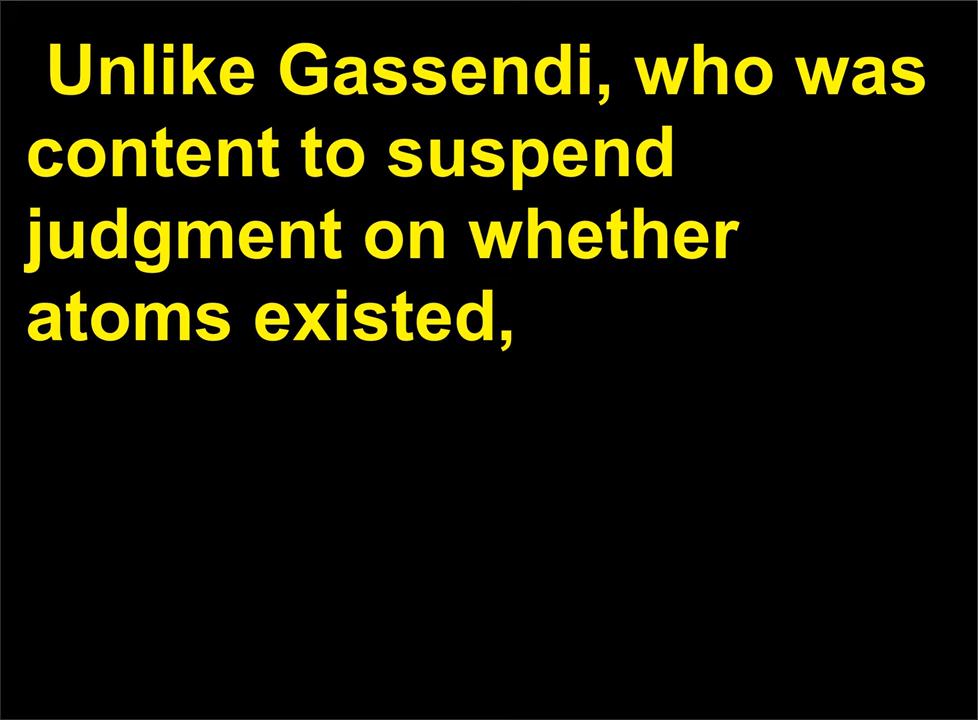 Unlike Gassendi, who was
content to suspend
judgment on whether
atoms existed,